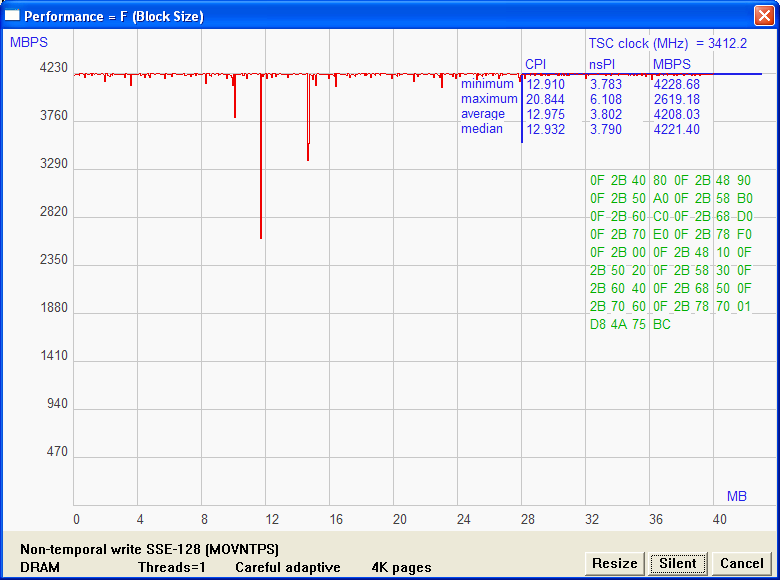 Performance = F (Block Size)
MBPS
TSC clock (MHz) = 3412.2
CPI nsPI MBPS
minimum 12.910 3.783 4228.68
maximum 20.844 6.108 2619.18
average 12.975 3.802 4208.03
median 12.932 3.790 4221.40
4230
3760
3290
2820
2350
1880
1410
940
470
0F 2B 40 80 0F 2B 48 90
0F 2B 50 A0 0F 2B 58 B0
0F 2B 60 C0 0F 2B 68 D0
0F 2B 70 E0 0F 2B 78 F0
0F 2B 00 0F 2B 48 10 0F
2B 50 20 0F 2B 58 30 0F
2B 60 40 0F 2B 68 50 0F
2B 70 60 0F 2B 78 70 01
D8 4A 75 BC
MB
0 4 8 12 16 20 24 28 32 36 40
Non-temporal write SSE-128 (MOVNTPS)
DRAM Threads=1 Careful adaptive 4K pages
Resize Silent Cancel